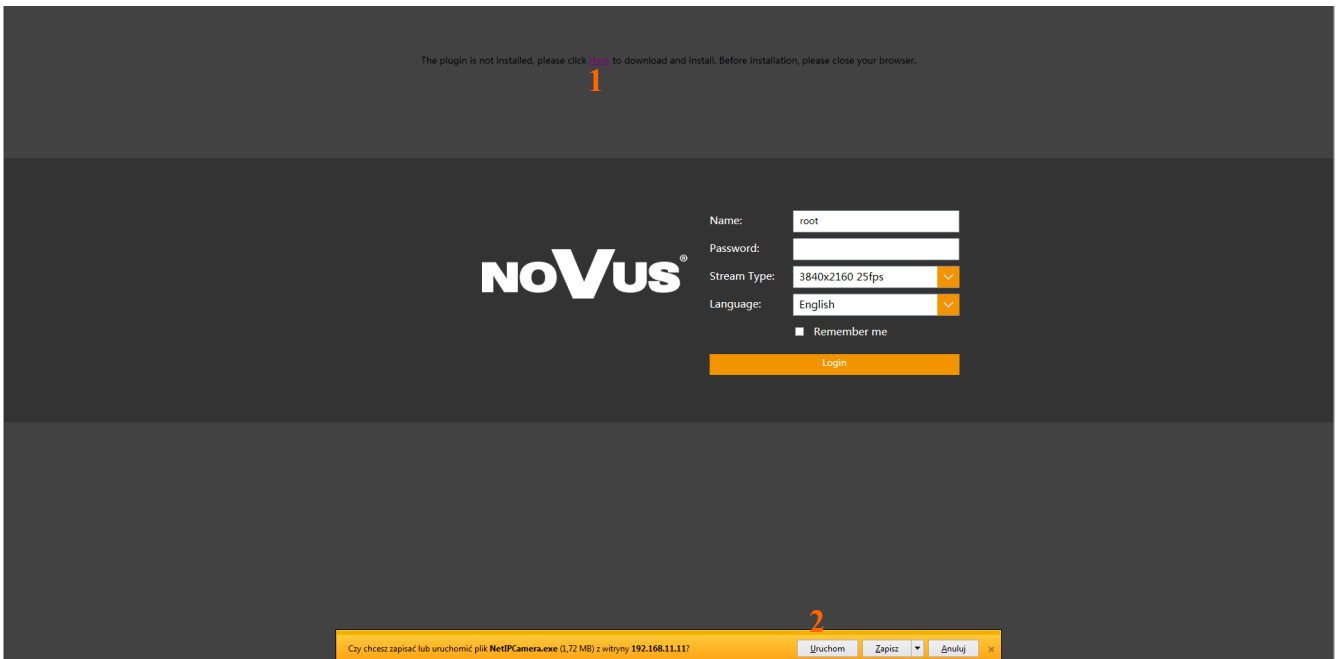 The plugin is not installed, please click Here to download and install. Before installation, please close your browser.
1
NOVUS®
Name: root
Password:
Stream Type: 3840x2160 25fps
Language: English
Remember me
Login
2
Czy chcesz zapisać lub uruchomić plik NetIPCamera.exe (1,72 MB) z witryny 192.168.11.11? Uruchom Zapisz Anuluj ×